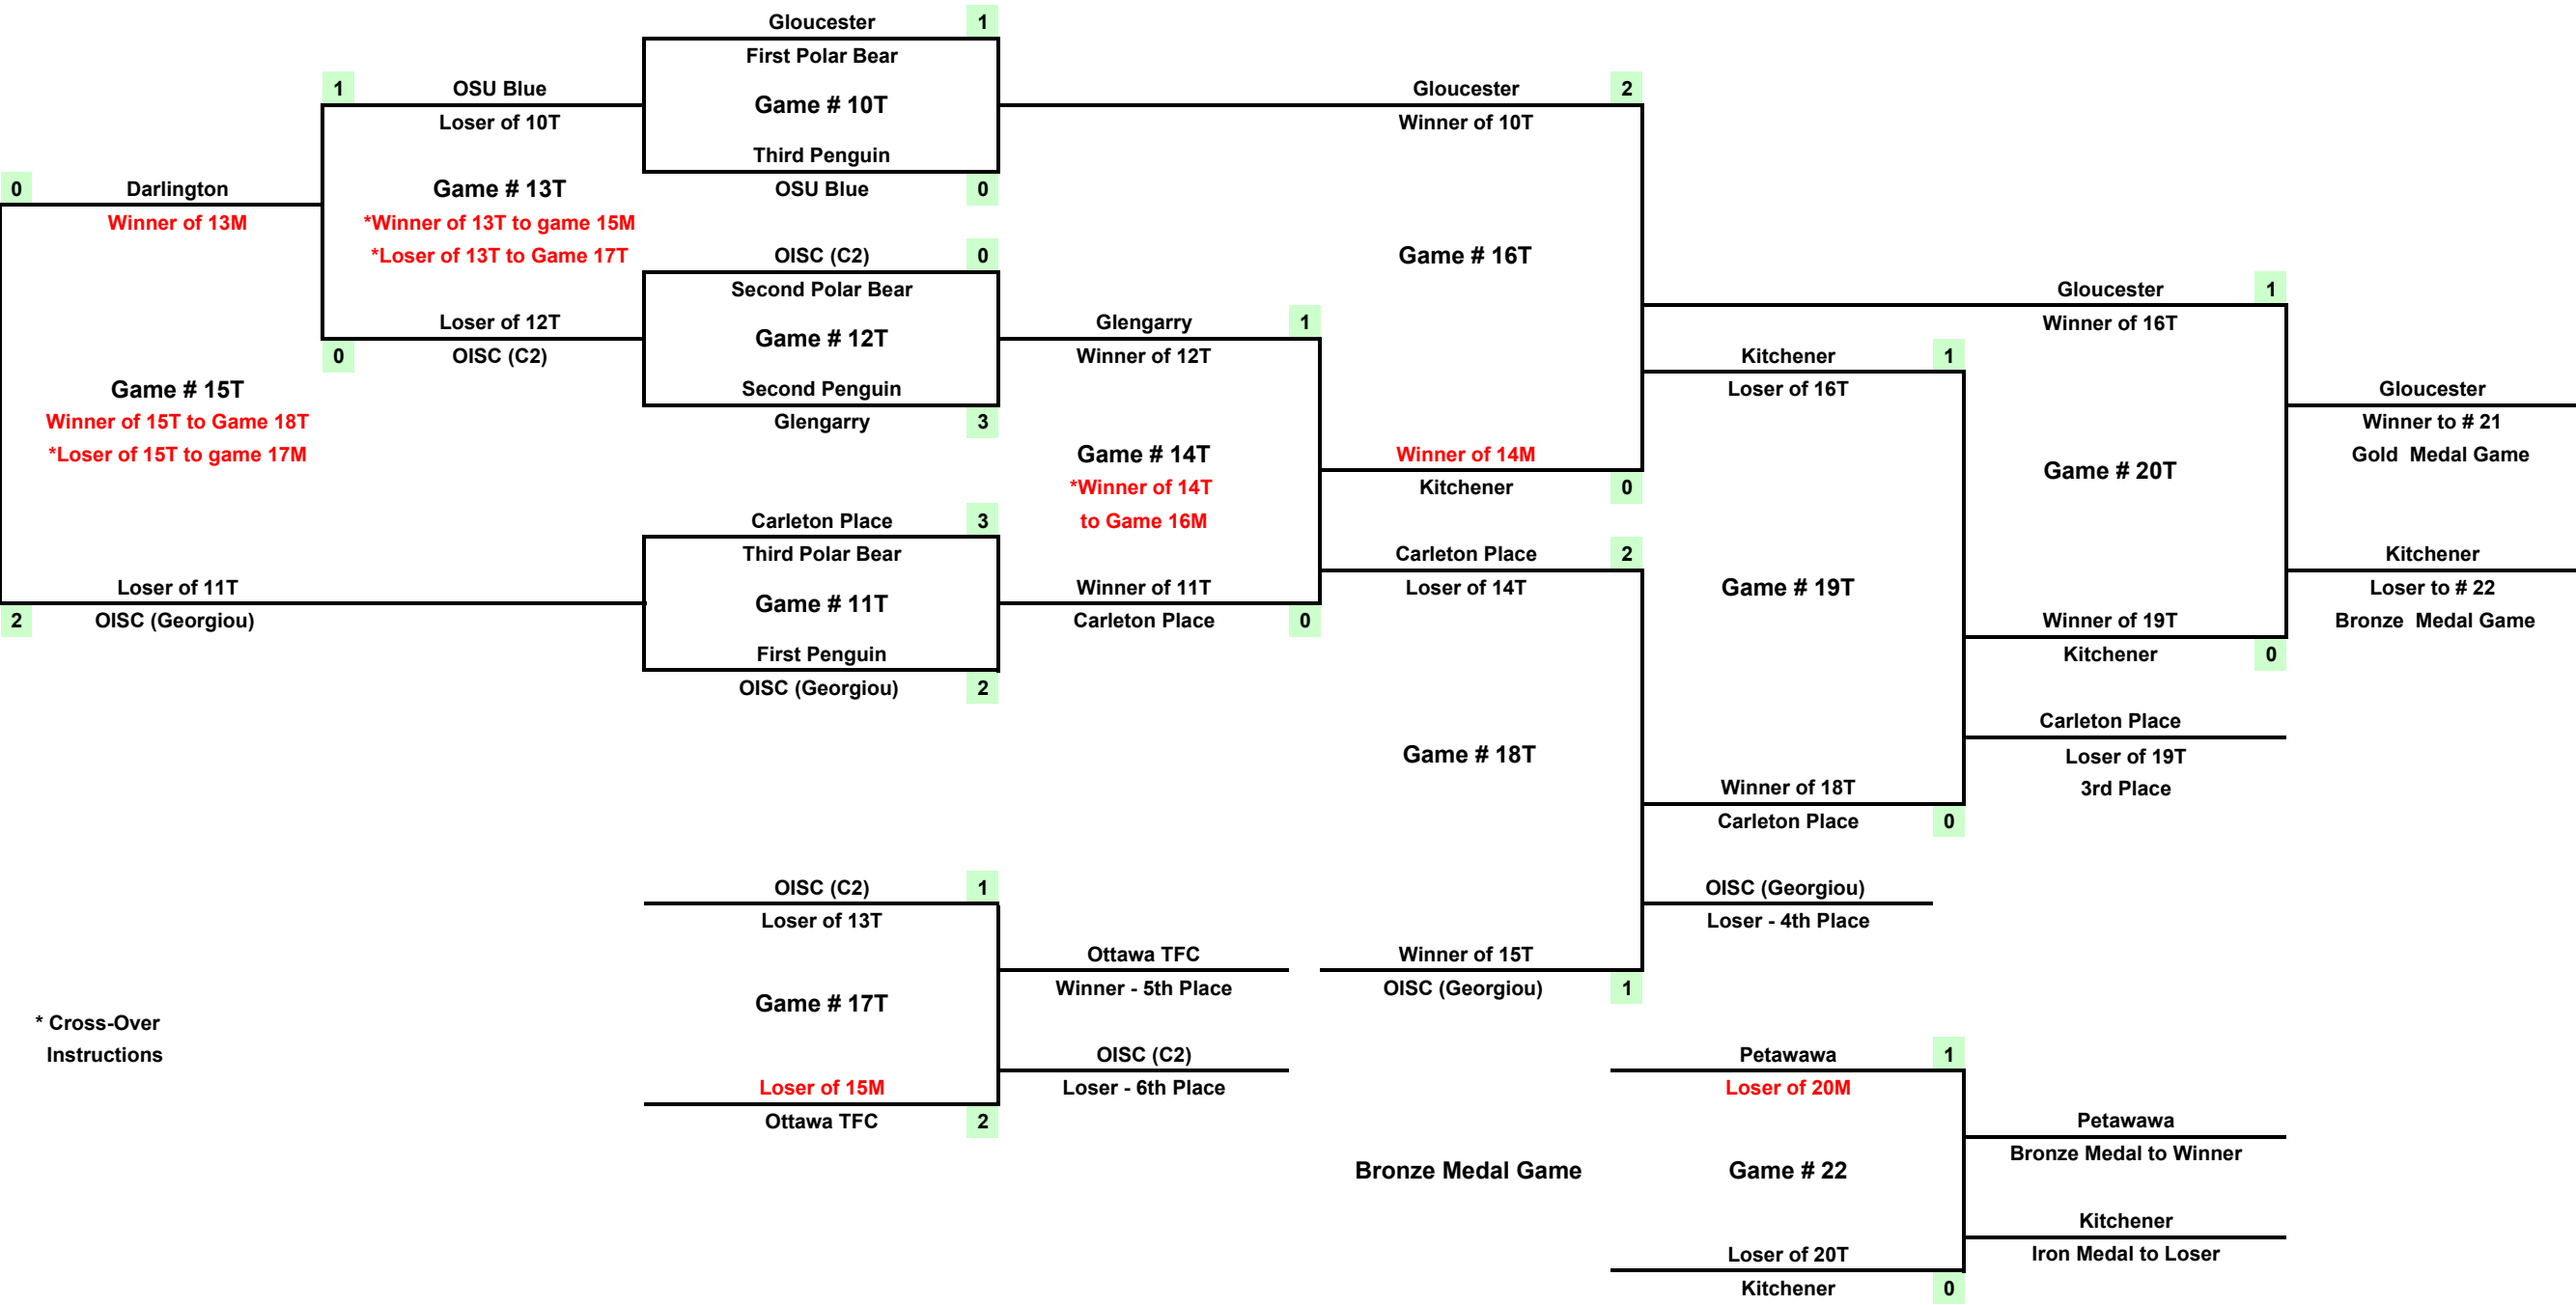 Gloucester 1
First Polar Bear
1 OSU Blue
Game # 10T
Gloucester 2
Loser of 10T
Winner of 10T
Third Penguin
0 Darlington
Game # 13T
OSU Blue 0
Winner of 13M
*Winner of 13T to game 15M
*Loser of 13T to Game 17T
OISC (C2) 0
Game # 16T
Second Polar Bear
Gloucester 1
Loser of 12T
Glengarry 1
Winner of 16T
Game # 12T
0 OISC (C2)
Winner of 12T
Kitchener 1
Game # 15T
Second Penguin
Loser of 16T
Gloucester
Winner of 15T to Game 18T
Glengarry 3
Winner to # 21
*Loser of 15T to game 17M
Game # 14T
Winner of 14M
Gold Medal Game
Game # 20T
*Winner of 14T
Kitchener 0
Carleton Place 3
to Game 16M
Third Polar Bear
Carleton Place 2
Kitchener
Loser of 11T
Winner of 11T
Loser of 14T
Game # 19T
Loser to # 22
Game # 11T
2 OISC (Georgiou)
Carleton Place 0
Winner of 19T
Bronze Medal Game
First Penguin
Kitchener 0
OISC (Georgiou) 2
Carleton Place
Game # 18T
Loser of 19T
Winner of 18T
3rd Place
Carleton Place 0
OISC (C2) 1
OISC (Georgiou)
Loser of 13T
Loser - 4th Place
Ottawa TFC
Winner of 15T
Game # 17T
Winner - 5th Place
OISC (Georgiou) 1
* Cross-Over
Instructions
OISC (C2)
Petawawa 1
Loser of 15M
Loser - 6th Place
Loser of 20M
Ottawa TFC 2
Petawawa
Bronze Medal to Winner
Bronze Medal Game
Game # 22
Kitchener
Loser of 20T
Iron Medal to Loser
Kitchener 0